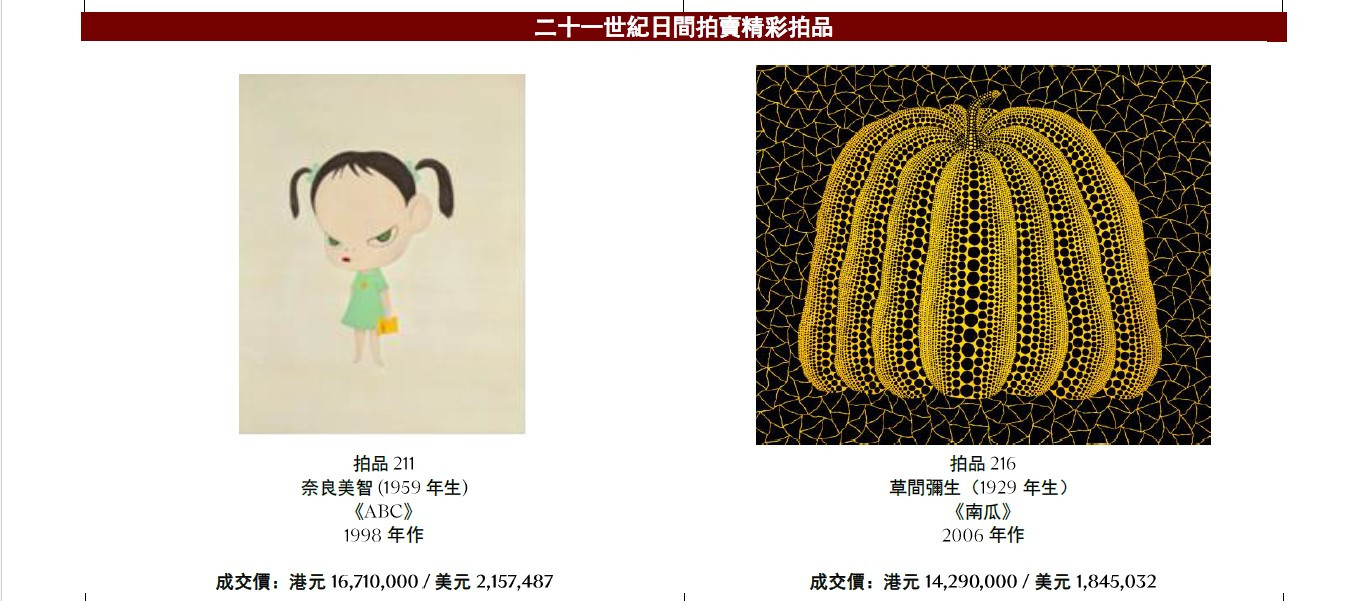 二十一世紀日間拍賣精彩拍品
拍品 211
奈良美智 (1959 年生)
《ABC》
1998 年作
成交價：港元 16,710,000 / 美元 2,157,487
拍品 216
草間彌生（1929 年生）
《南瓜》
2006 年作
成交價：港元 14,290,000 / 美元 1,845,032